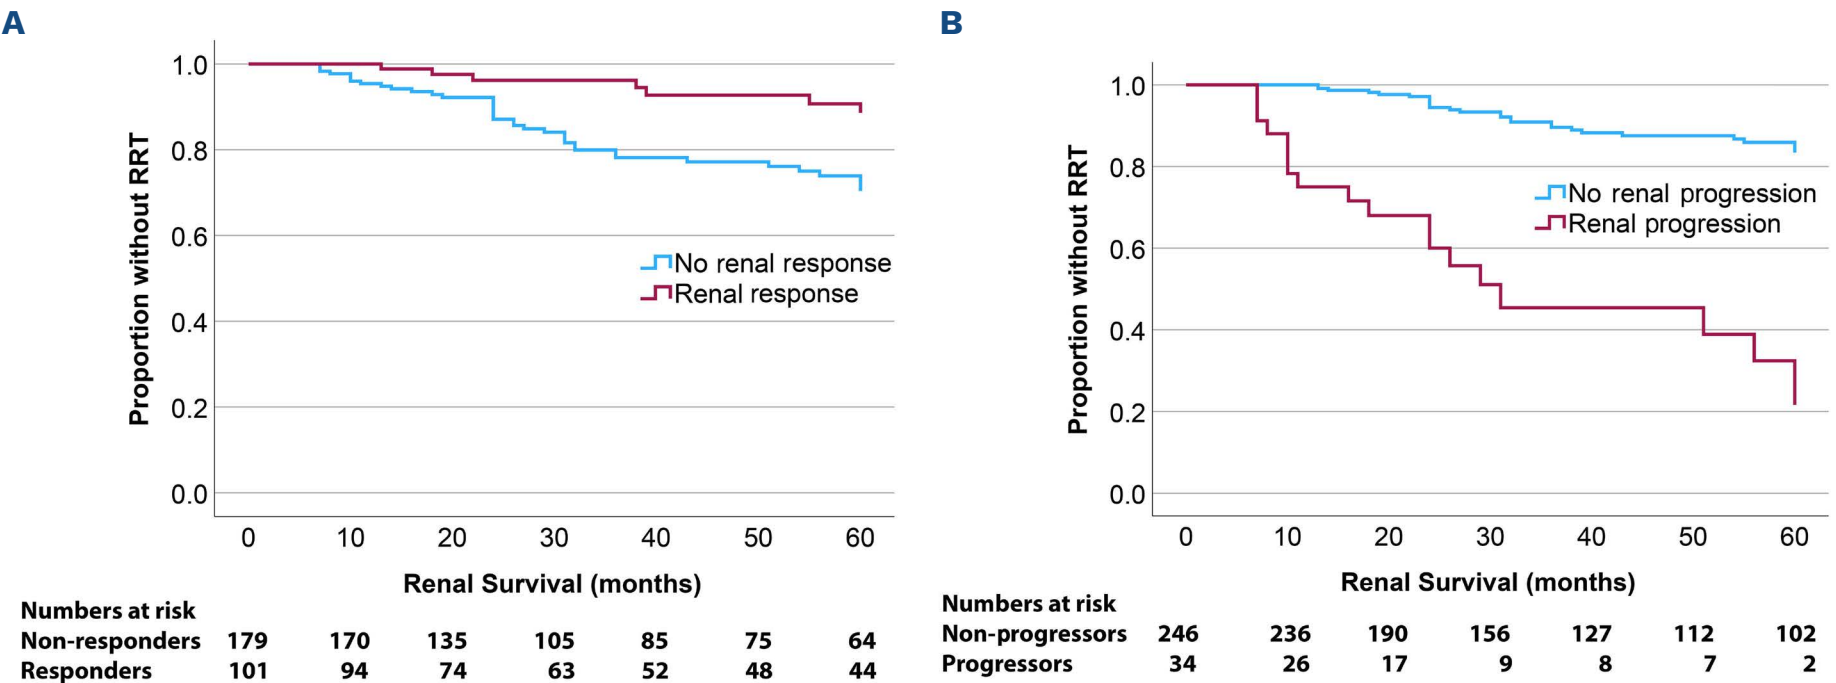 A
1.0
0.8
0.6
0.4
0.2
0.0
Proportion without RRT
No renal response
Renal response
0 10 20 30 40 50 60
Renal Survival (months)
Numbers at risk
Non-responders 179 170 135 105 85 75 64
Responders 101 94 74 63 52 48 44
B
1.0
0.8
0.6
0.4
0.2
0.0
Proportion without RRT
No renal progression
Renal progression
0 10 20 30 40 50 60
Renal Survival (months)
Numbers at risk
Non-progressors 246 236 190 156 127 112 102
Progressors 34 26 17 9 8 7 2